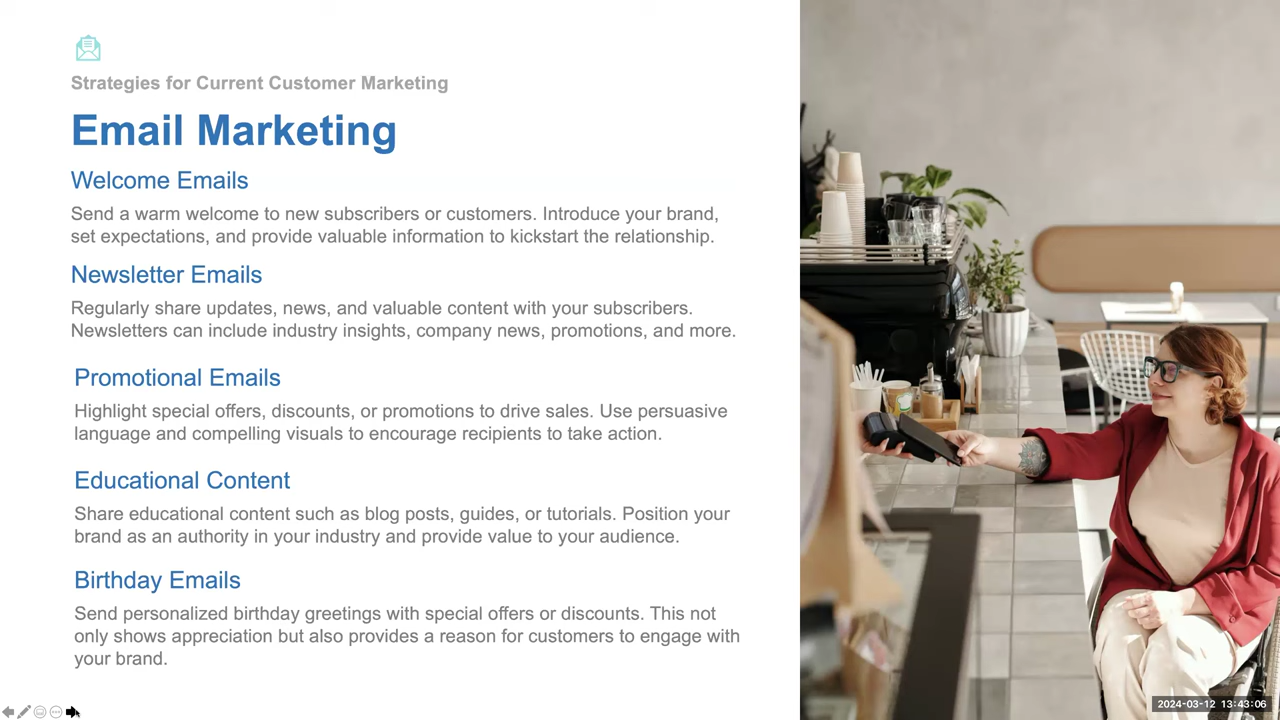 Strategies for Current Customer Marketing
Email Marketing
Welcome Emails
Send a warm welcome to new subscribers or customers. Introduce your brand,
set expectations, and provide valuable information to kickstart the relationship.
Newsletter Emails
Regularly share updates, news, and valuable content with your subscribers.
Newsletters can include industry insights, company news, promotions, and more.
Promotional Emails
Highlight special offers, discounts, or promotions to drive sales. Use persuasive
language and compelling visuals to encourage recipients to take action.
Educational Content
Share educational content such as blog posts, guides, or tutorials. Position your
brand as an authority in your industry and provide value to your audience.
Birthday Emails
Send personalized birthday greetings with special offers or discounts. This not
only shows appreciation but also provides a reason for customers to engage with
your brand.
2024-03-12 13:43:06